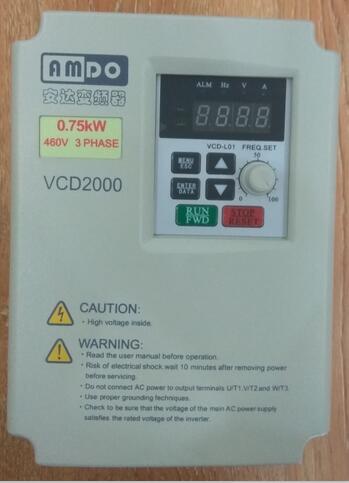 AMDO
安达变频器
0.75kW
460V 3 PHASE
VCD2000
ALM Hz V A
8888
VCD-L01 FREQ.SET
50
0 100
MENU
ESC
ENTER
DATA
RUN
FWD
STOP
RESET
CAUTION:
• High voltage inside.
WARNING:
• Read the user manual before operation.
• Risk of electrical shock.wait 10 minutes after removing power
before servicing.
• Do not connect AC power to output terminals U/T1.V/T2.and W/T3.
• Use proper grounding techniques.
• Check to be sure that the voltage of the main AC power supply
satisfies the rated voltage of the inverter.